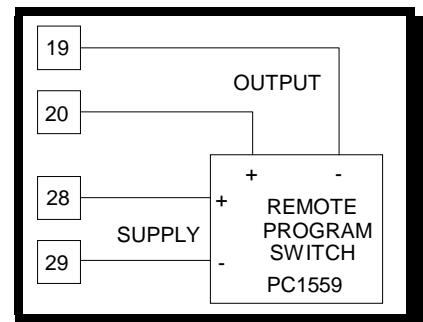 19
OUTPUT
20
+ -
28
+
REMOTE
PROGRAM
SUPPLY
SWITCH
29
-
PC1559